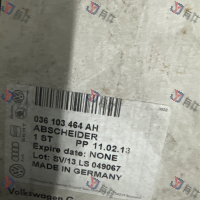 036 103 464 AH
ABSCHEIDER
1 ST PP 11.02.13
Expire date: NONE
Lot: SV/13 LS 049067
MADE IN GERMANY
Volkswagen